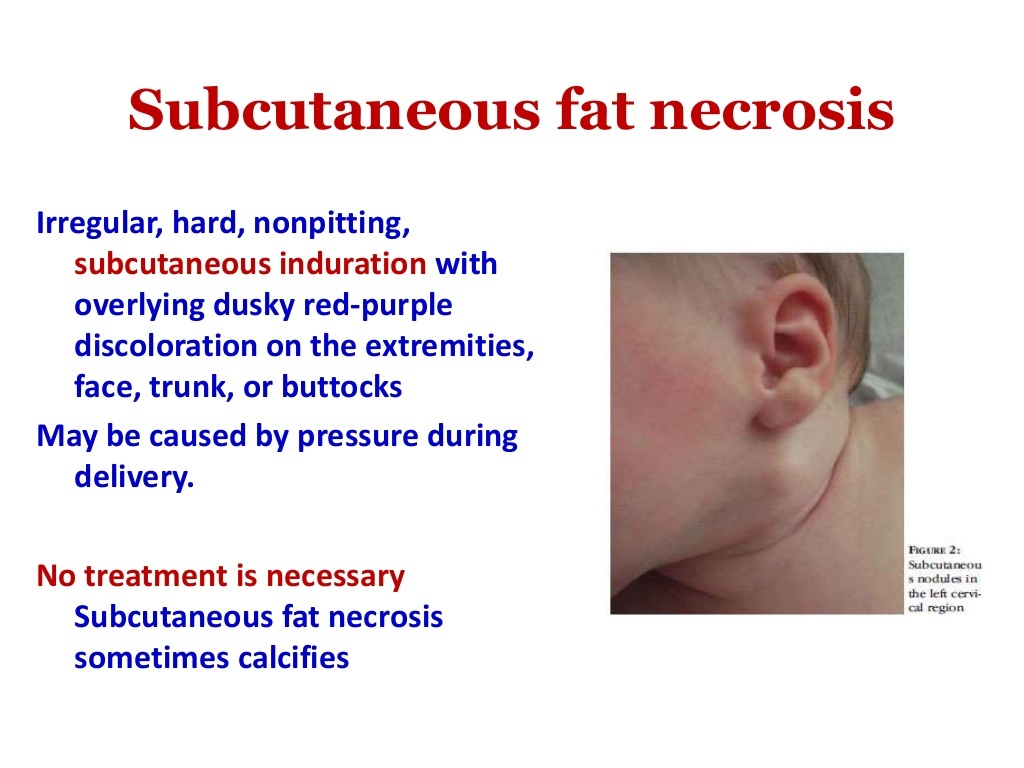 Subcutaneous fat necrosis
Irregular, hard, nonpitting,
subcutaneous induration with
overlying dusky red-purple
discoloration on the extremities,
face, trunk, or buttocks
May be caused by pressure during
delivery.
No treatment is necessary
Subcutaneous fat necrosis
sometimes calcifies
FIGURE 2:
Subcutaneou
s nodules in
the left cervi-
cal region